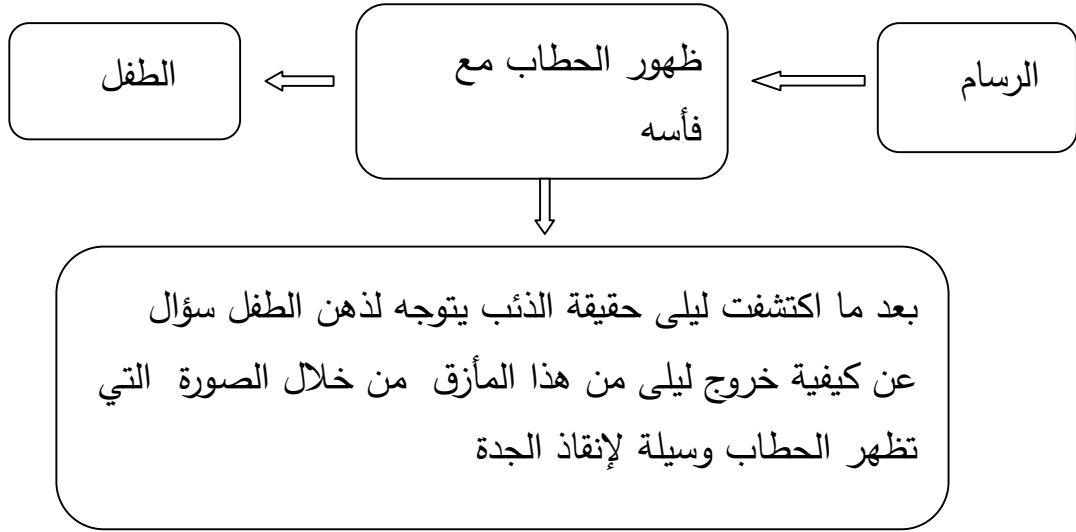 الرسام
ظهور الحطاب مع
فأسه
الطفل
بعد ما اكتشفت ليلى حقيقة الذئب يتوجه لذهن الطفل سؤال
عن كيفية خروج ليلى من هذا المأزق من خلال الصورة التي
تظهر الحطاب وسيلة لإنقاذ الجدة